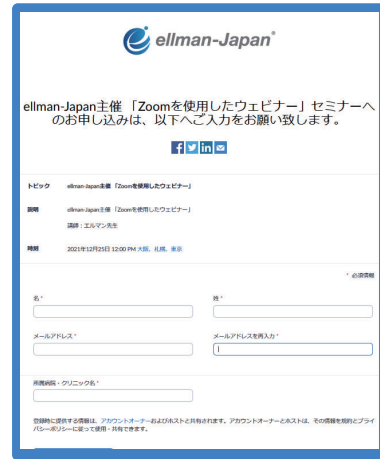 ellman-Japan®
ellman-Japan主催 「Zoomを使用したウェビナー」セミナーへ
のお申し込みは、以下へご入力をお願い致します。
トピック ellman-Japan主催 「Zoomを使用したウェビナー」
説明 ellman-Japan主催 「Zoomを使用したウェビナー」
講師：エルマン先生
時刻 2021年12月25日 12:00 PM 大阪、札幌、東京
* 必須情報
名 * 姓 *
メールアドレス * メールアドレスを再入力 *
所属病院・クリニック名 *
登録時に提供する情報は、アカウントオーナーおよびホストと共有されます。アカウントオーナーとホストは、その情報を規約とプライ
バシーポリシーに従って使用・共有できます。